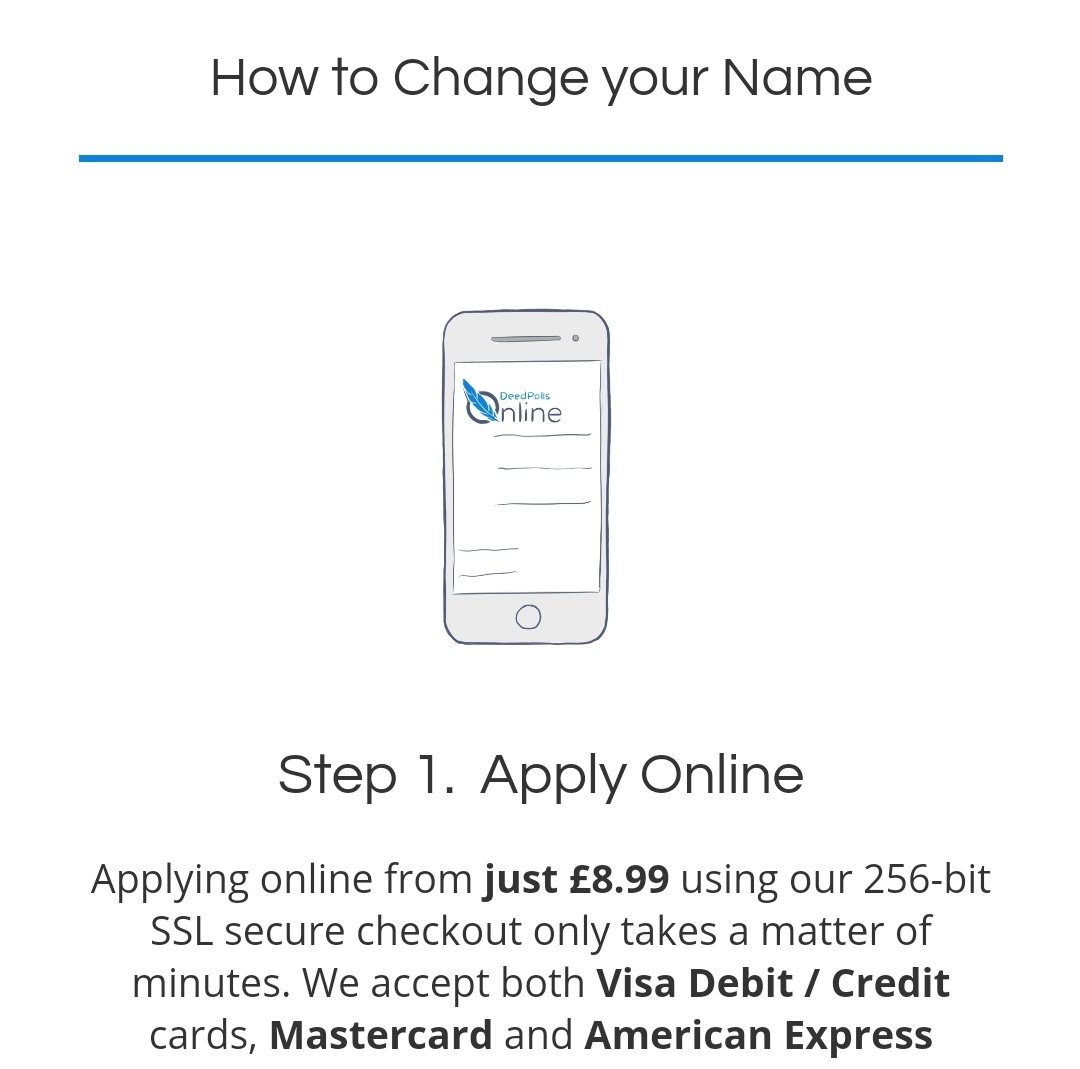 How to Change your Name
DeedPolls
Online
Step 1. Apply Online
Applying online from just £8.99 using our 256-bit
SSL secure checkout only takes a matter of
minutes. We accept both Visa Debit / Credit
cards, Mastercard and American Express